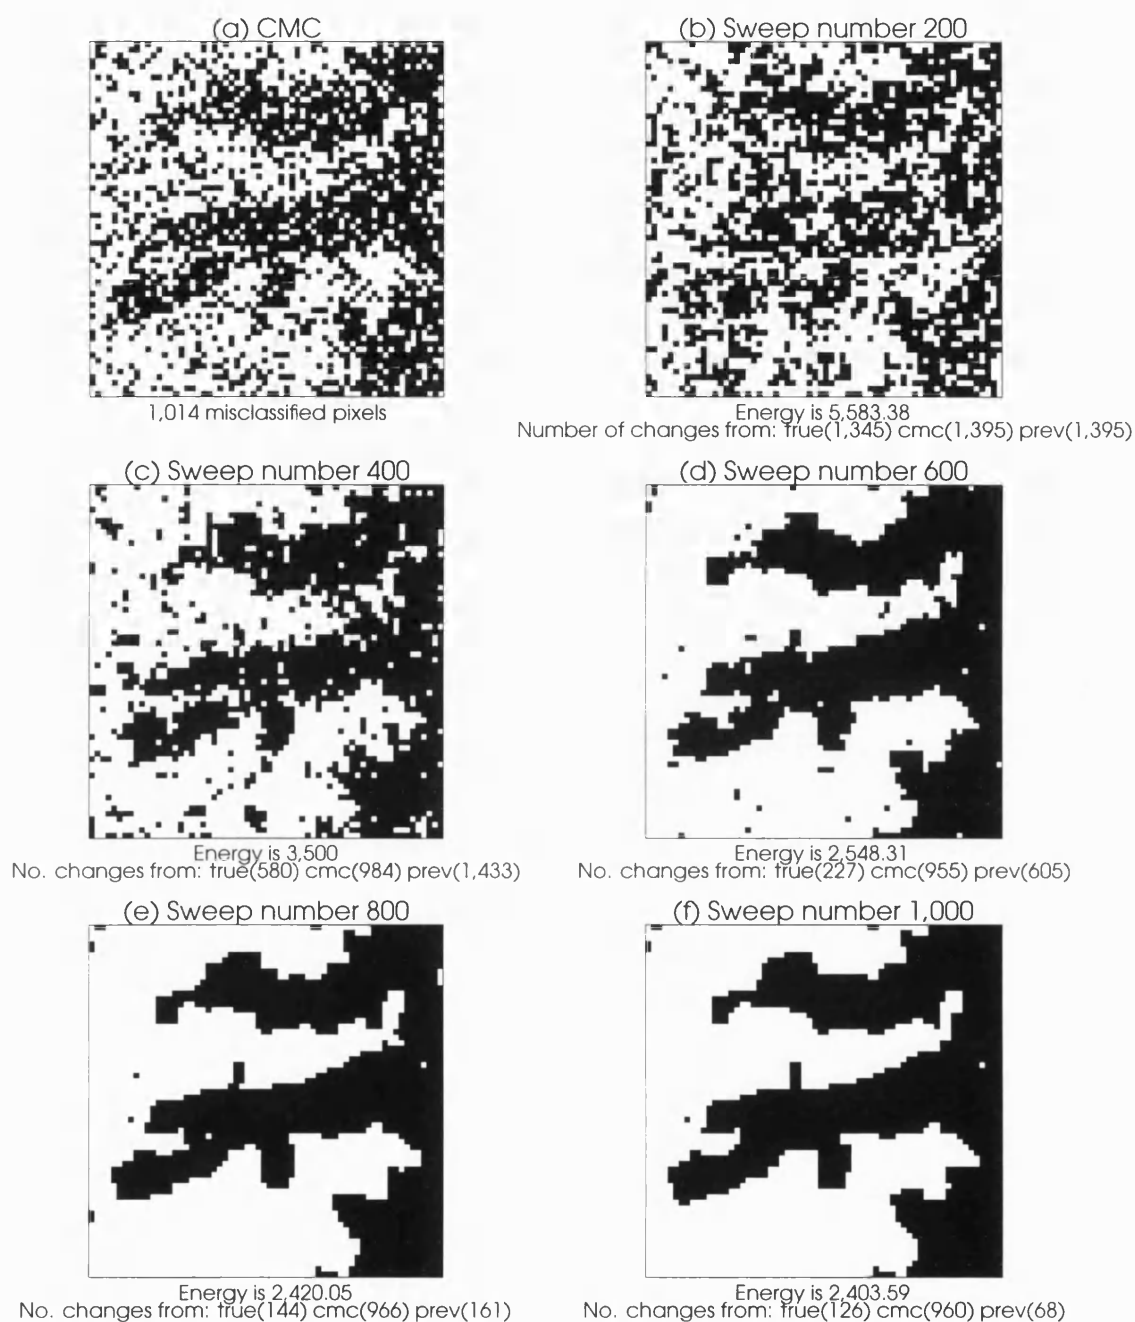 (a) CMC
(b) Sweep number 200
1,014 misclassified pixels
Energy is 5,583.38
Number of changes from: true(1,345) cmc(1,395) prev(1,395)
(c) Sweep number 400
(d) Sweep number 600
Energy is 3,500
No. changes from: true(580) cmc(984) prev(1,433)
Energy is 2,548.31
No. changes from: true(227) cmc(955) prev(605)
(e) Sweep number 800
(f) Sweep number 1,000
Energy is 2,420.05
No. changes from: true(144) cmc(966) prev(161)
Energy is 2,403.59
No. changes from: true(126) cmc(960) prev(68)